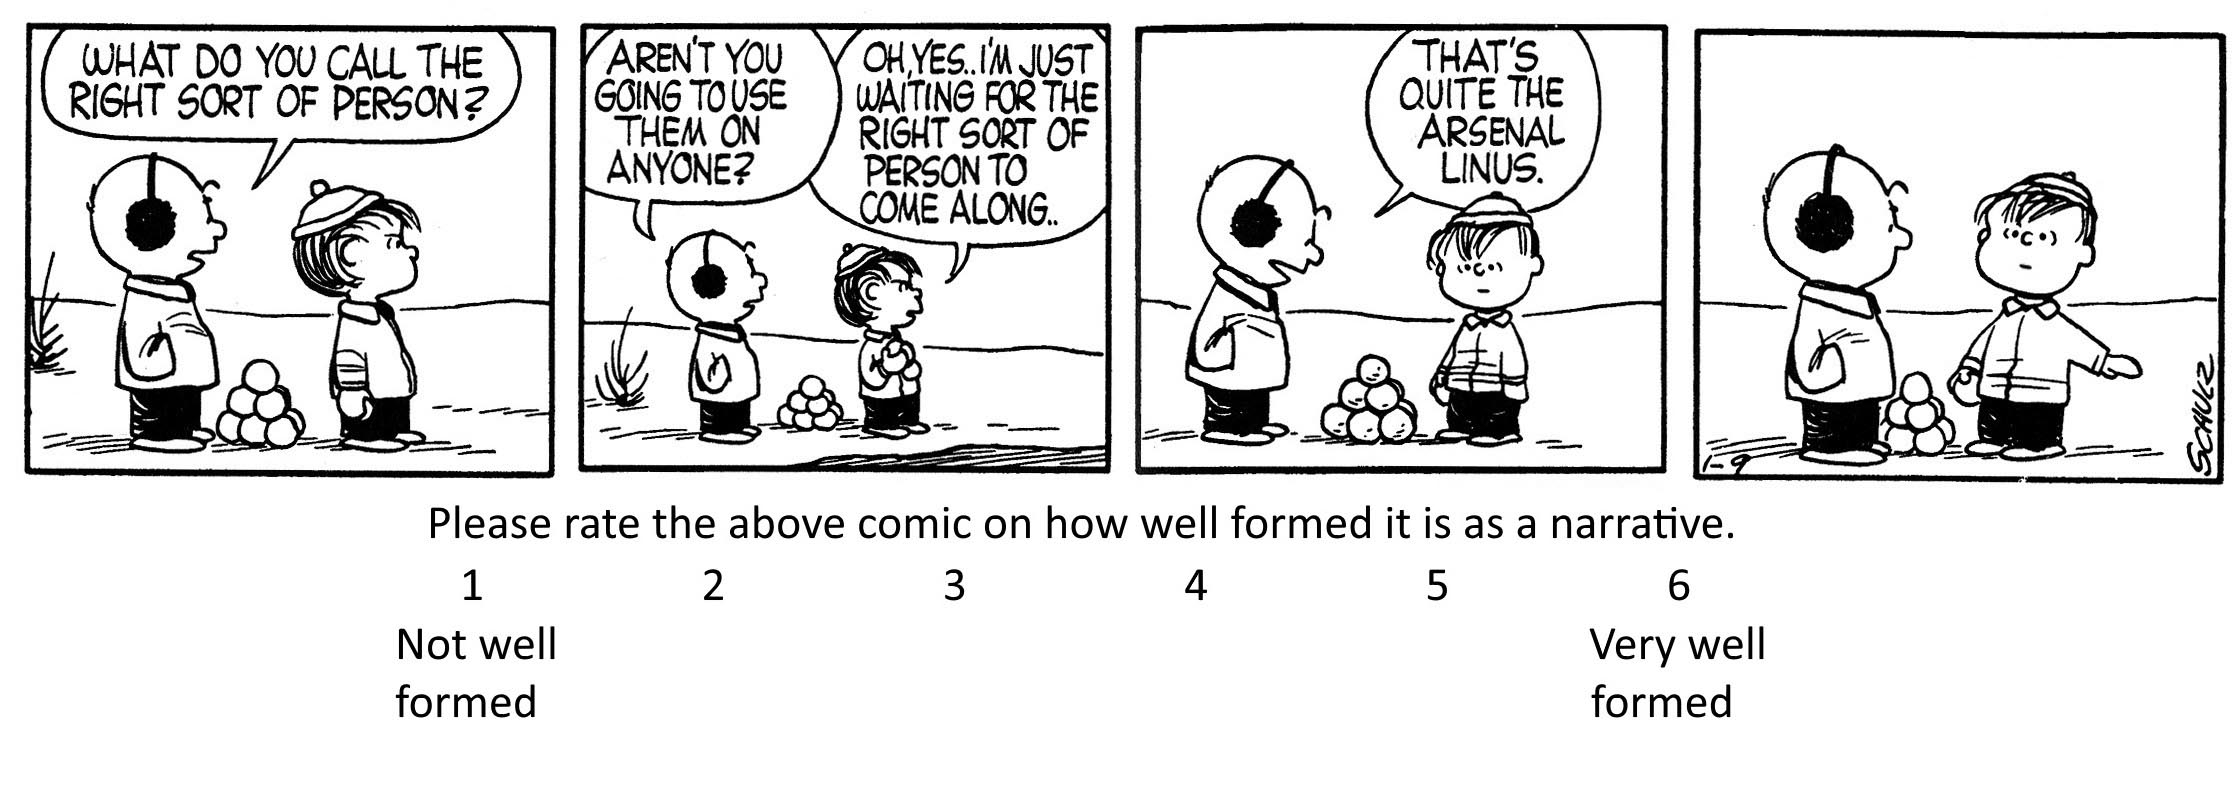 WHAT DO YOU CALL THE
RIGHT SORT OF PERSON?
AREN'T YOU
GOING TO USE
THEM ON
ANYONE?
OH, YES.. I'M JUST
WAITING FOR THE
RIGHT SORT OF
PERSON TO
COME ALONG..
THAT'S
QUITE THE
ARSENAL
LINUS.
1-9
SCHULZ
Please rate the above comic on how well formed it is as a narrative.
1 2 3 4 5 6
Not well
formed
Very well
formed